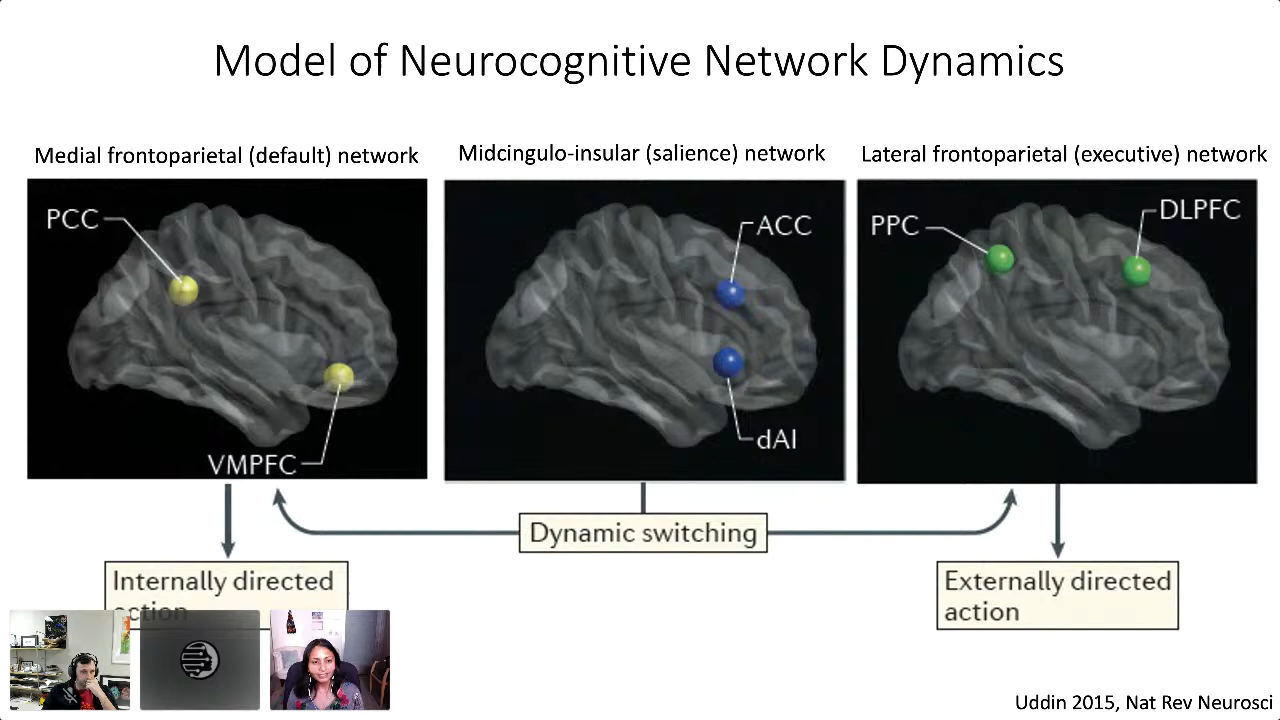 Model of Neurocognitive Network Dynamics
Medial frontoparietal (default) network
Midcingulo-insular (salience) network
Lateral frontoparietal (executive) network
PCC
VMPFC
ACC
dAI
PPC
DLPFC
Dynamic switching
Internally directed
action
Externally directed
action
Uddin 2015, Nat Rev Neurosci